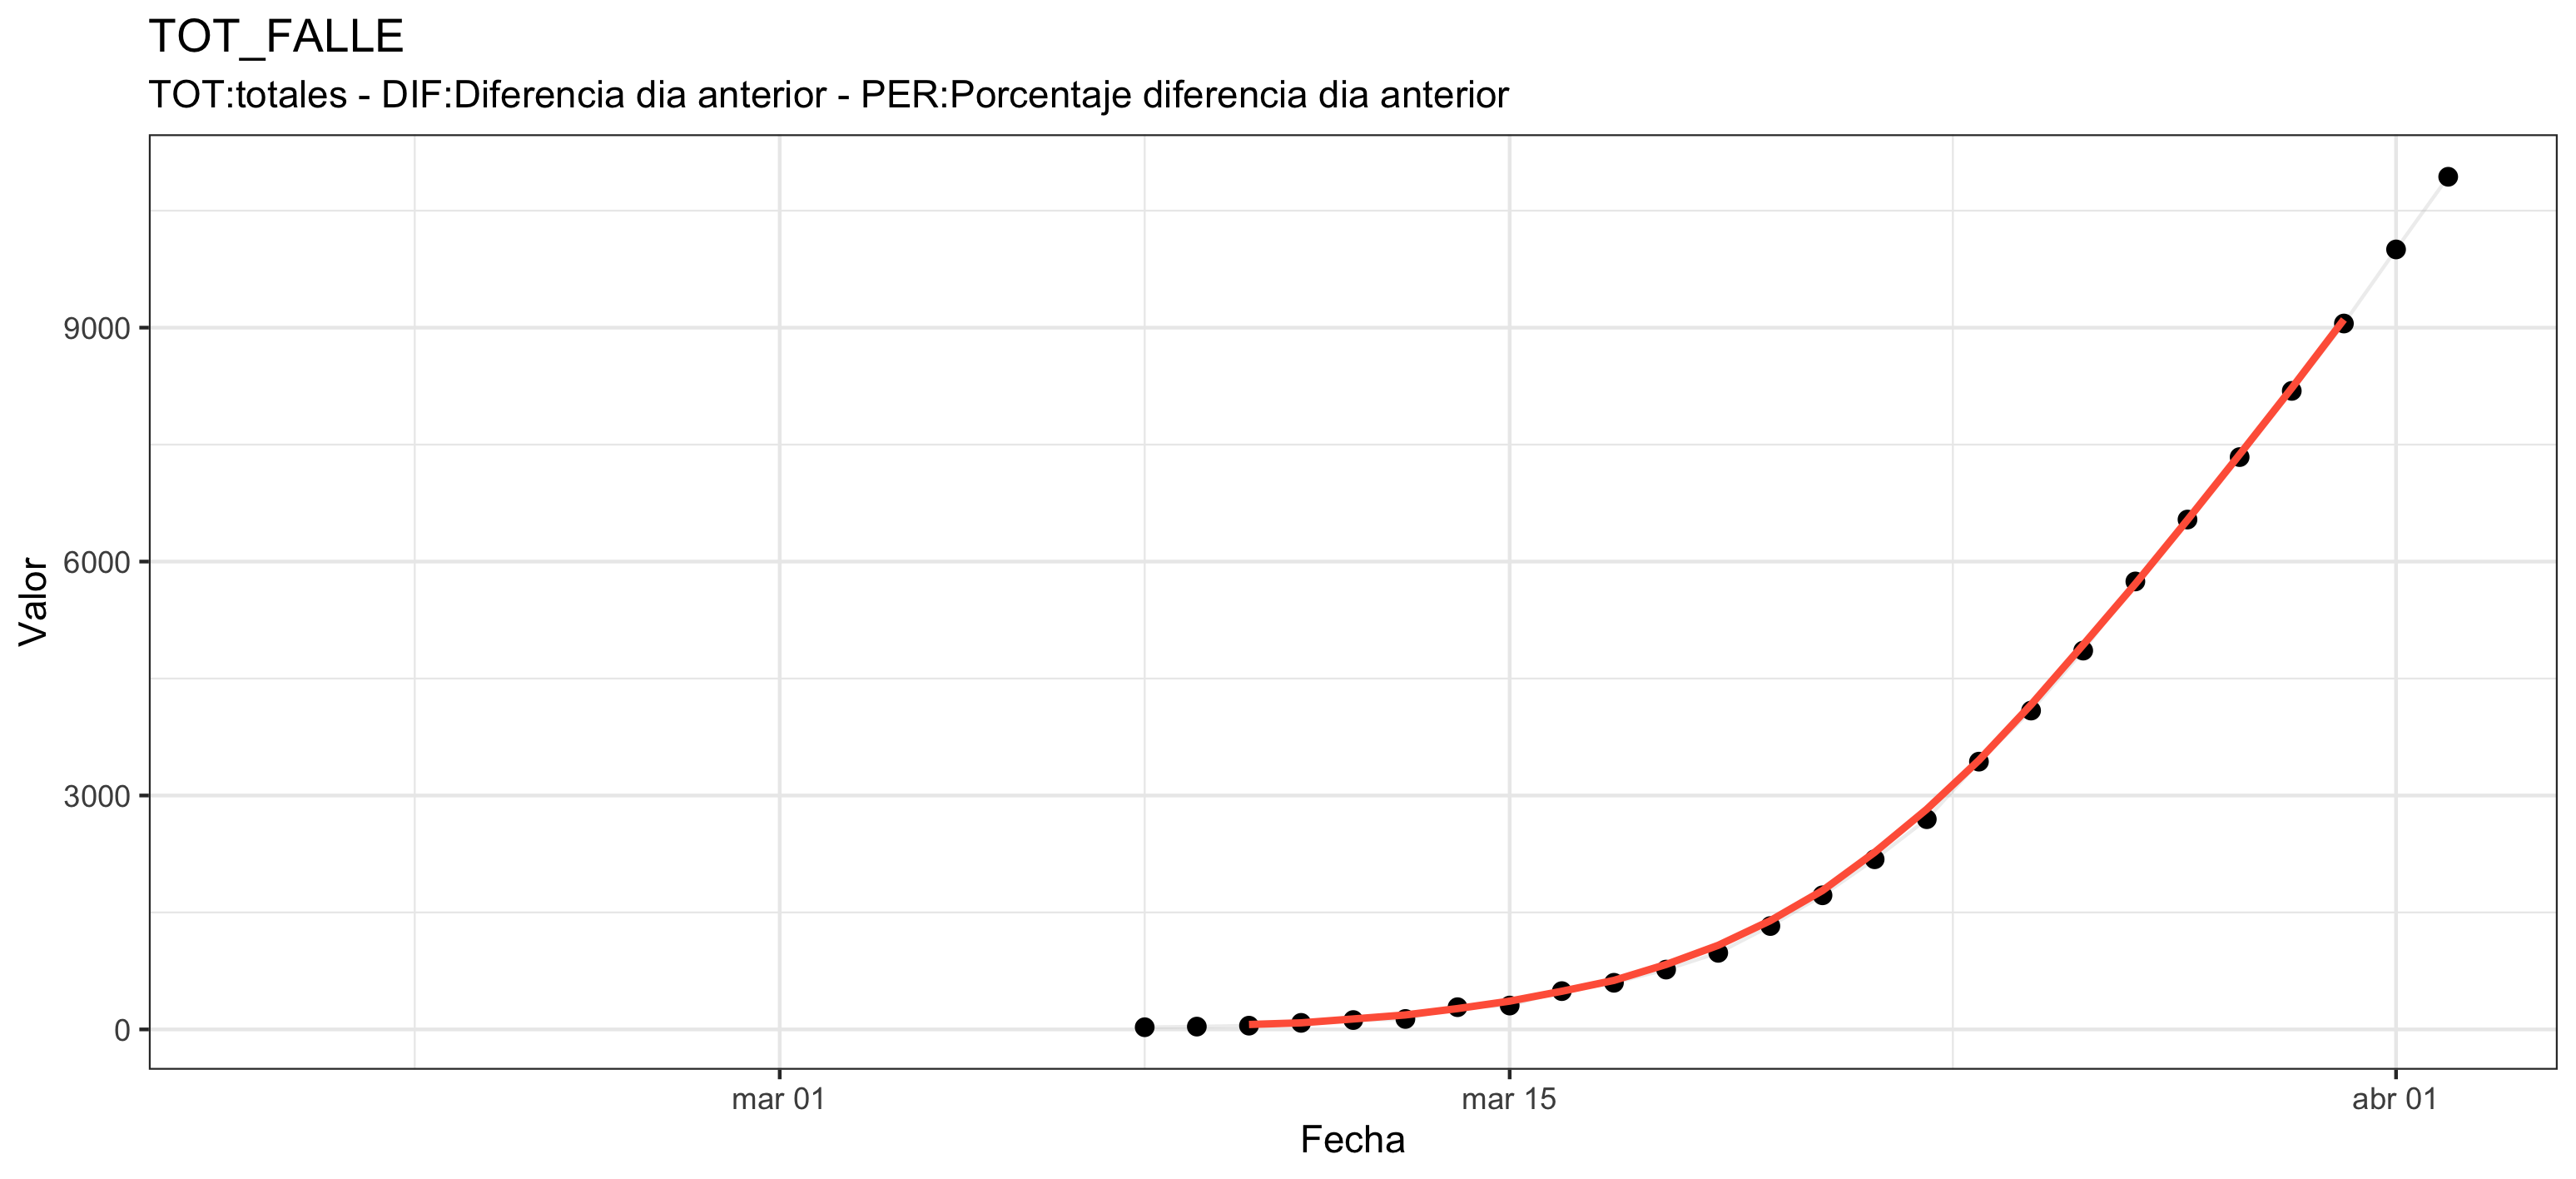 TOT_FALLE
TOT:totales - DIF:Diferencia dia anterior - PER:Porcentaje diferencia dia anterior
Valor
9000
6000
3000
0
mar 01
mar 15
abr 01
Fecha